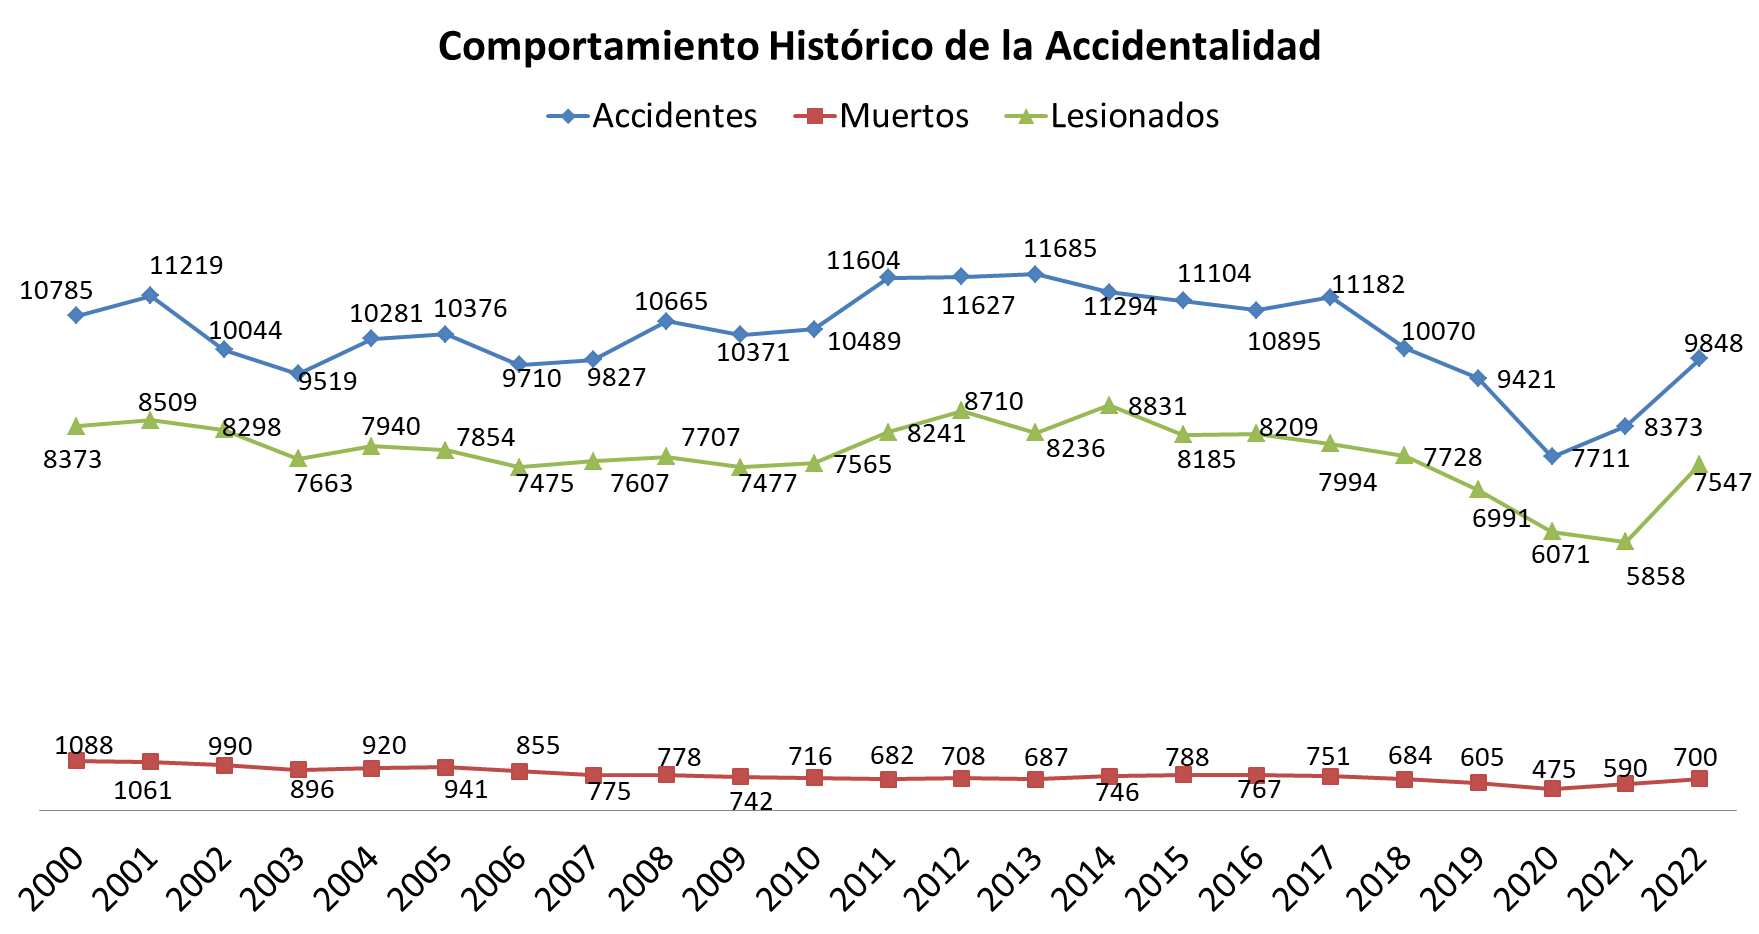 Comportamiento Histórico de la Accidentalidad
Accidentes Muertos Lesionados
10785 11219 10044 9519 10281 10376 9710 9827 10665 10371 10489 11604 11627 11685 11294 11104 10895 11182 10070 9421 7711 8373 9848
8373 8509 8298 7663 7940 7854 7475 7607 7707 7477 7565 8241 8710 8236 8831 8185 8209 7994 7728 6991 6071 5858 7547
1088 1061 990 896 920 941 855 775 778 742 716 682 708 687 746 788 767 751 684 605 475 590 700
2000 2001 2002 2003 2004 2005 2006 2007 2008 2009 2010 2011 2012 2013 2014 2015 2016 2017 2018 2019 2020 2021 2022